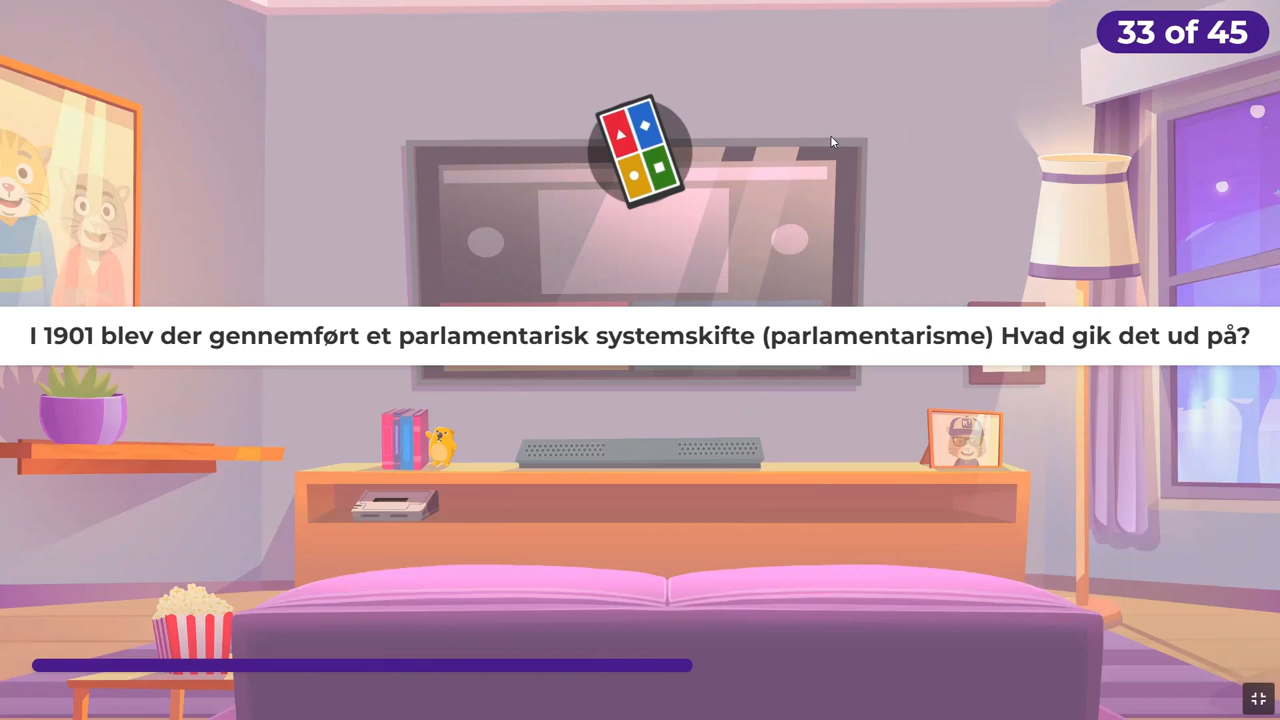 33 of 45
I 1901 blev der gennemført et parlamentarisk systemskifte (parlamentarisme) Hvad gik det ud på?